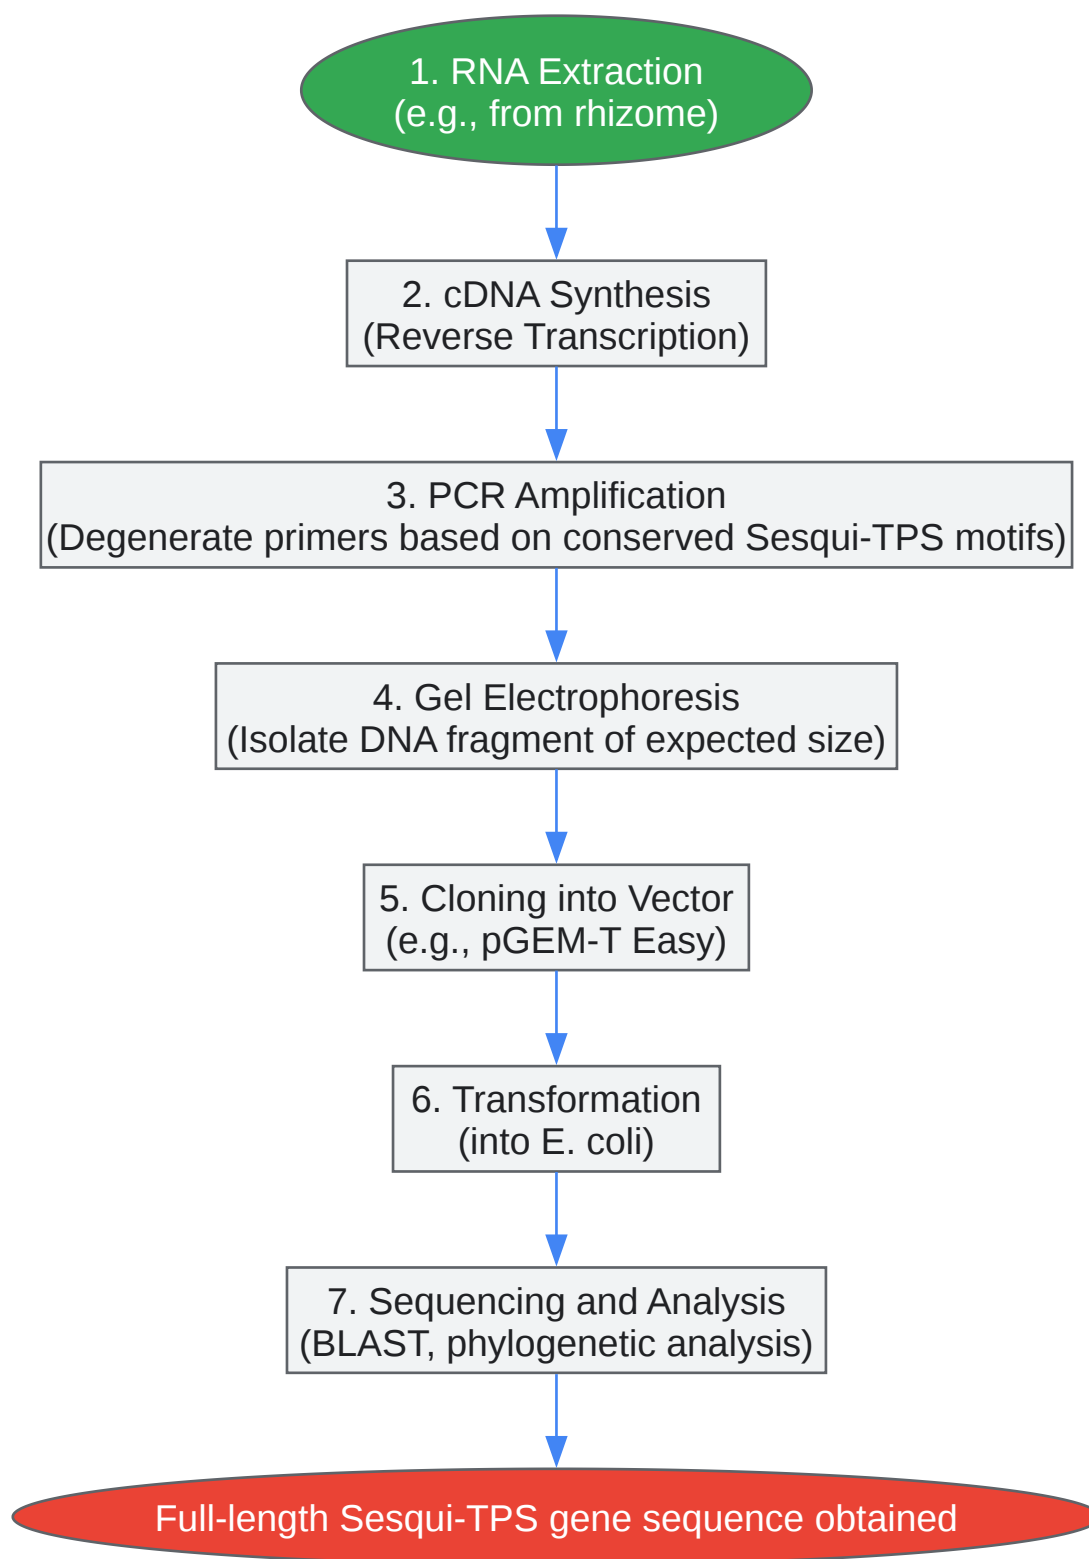 1. RNA Extraction
(e.g., from rhizome)
2. cDNA Synthesis
(Reverse Transcription)
3. PCR Amplification
(Degenerate primers based on conserved Sesqui-TPS motifs)
4. Gel Electrophoresis
(Isolate DNA fragment of expected size)
5. Cloning into Vector
(e.g., pGEM-T Easy)
6. Transformation
(into E. coli)
7. Sequencing and Analysis
(BLAST, phylogenetic analysis)
Full-length Sesqui-TPS gene sequence obtained